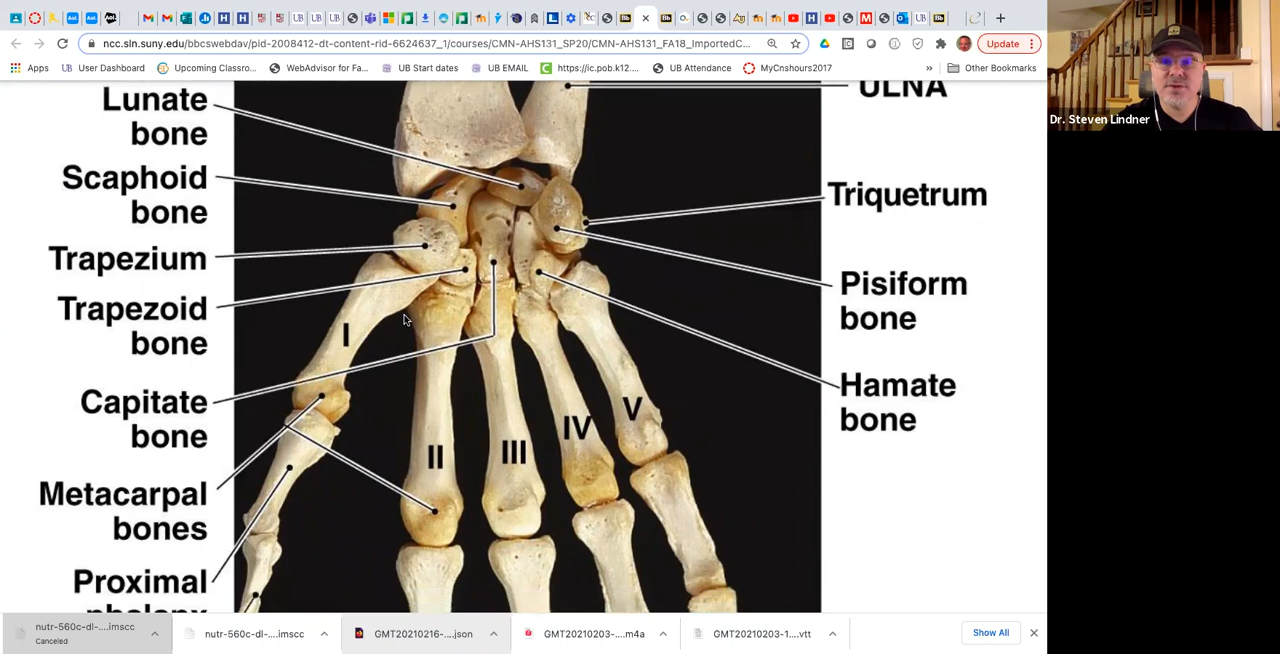 ncc.sln.suny.edu/bbcswebdav/pid-2008412-dt-content-rid-6624637_1/courses/CMN-AHS131_SP20/CMN-AHS131_FA18_ImportedC...
Update
Apps
UB User Dashboard
Upcoming Classro...
WebAdvisor for Fa...
UB Start dates
UB EMAIL
https://ic.pob.k12....
UB Attendance
MyCnshours2017
»
Other Bookmarks
Dr. Steven Lindner
Lunate
bone
Scaphoid
bone
Trapezium
Trapezoid
bone
Capitate
bone
Metacarpal
bones
Proximal
phalanx
ULNA
Triquetrum
Pisiform
bone
Hamate
bone
I
II
III
IV
V
nutr-560c-dl-....imscc
Canceled
nutr-560c-dl-....imscc
GMT20210216-....json
GMT20210203-....m4a
GMT20210203-1....vtt
Show All